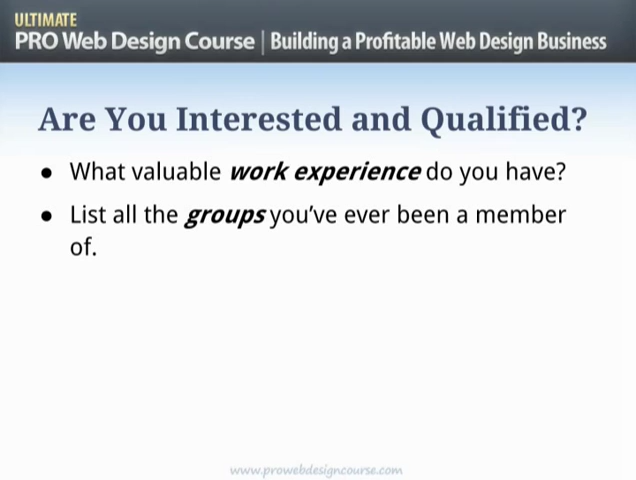 ULTIMATE
PRO Web Design Course | Building a Profitable Web Design Business
Are You Interested and Qualified?
● What valuable work experience do you have?
● List all the groups you've ever been a member
of.
www.prowebdesigncourse.com